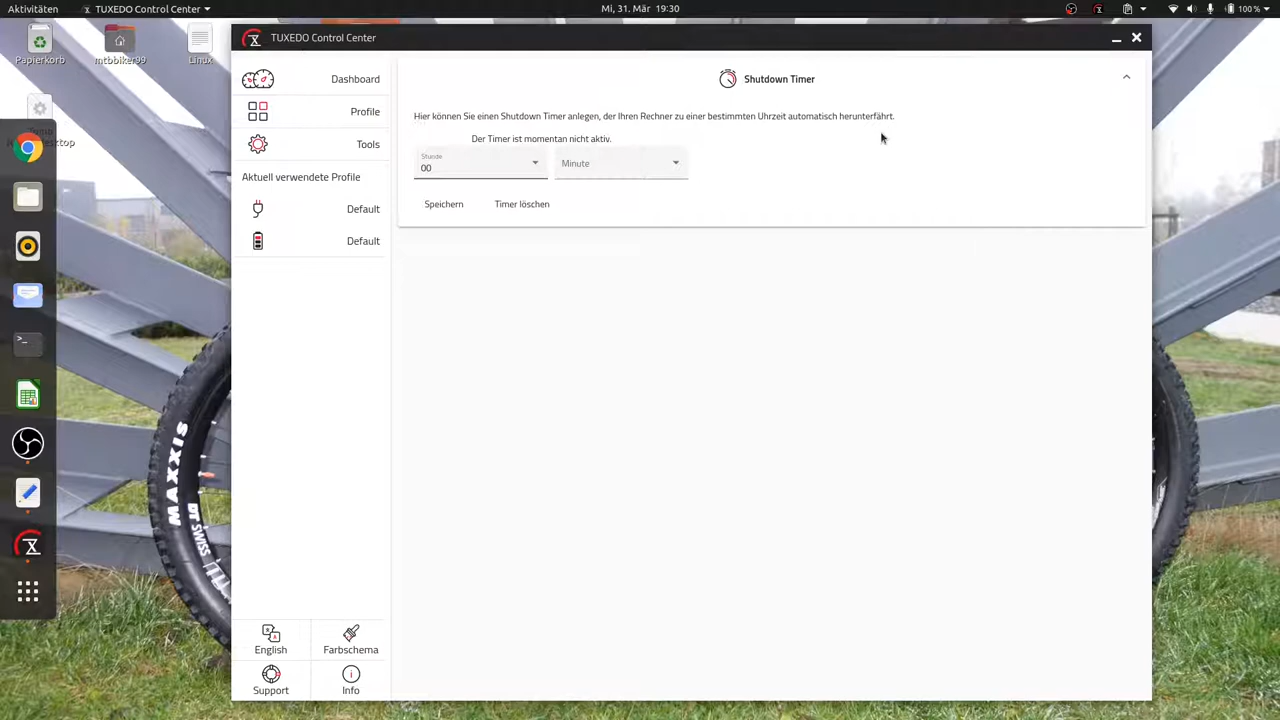 Aktivitäten
TUXEDO Control Center
Mi, 31. Mär 19:30
100 %
Papierkorb
mtbbiker99
Linux
TUXEDO Control Center
Dashboard
Profile
Tools
Aktuell verwendete Profile
Default
Default
English
Farbschema
Support
Info
Shutdown Timer
Hier können Sie einen Shutdown Timer anlegen, der Ihren Rechner zu einer bestimmten Uhrzeit automatisch herunterfährt.
Der Timer ist momentan nicht aktiv.
Stunde
00
Minute
Speichern
Timer löschen
MAXXIS
DT SWISS